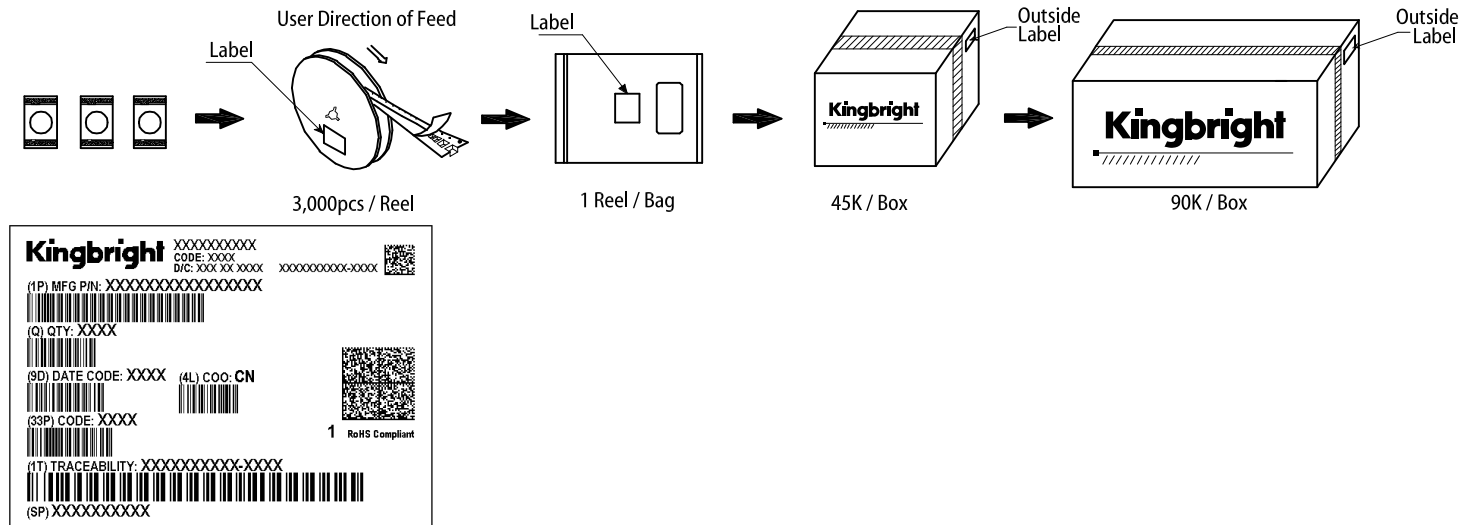 User Direction of Feed
Label
Label
Outside
Label
Outside
Label
Kingbright
Kingbright
3,000pcs / Reel
1 Reel / Bag
45K / Box
90K / Box
Kingbright
XXXXXXXXXX
CODE: XXXX
D/C: XXX XX XXXX XXXXXXXXXX-XXXX
(1P) MFG P/N: XXXXXXXXXXXXXXXX
(Q) QTY: XXXX
(9D) DATE CODE: XXXX (4L) COO: CN
(33P) CODE: XXXX
1 RoHS Compliant
(1T) TRACEABILITY: XXXXXXXXXX-XXXX
(SP) XXXXXXXXXX